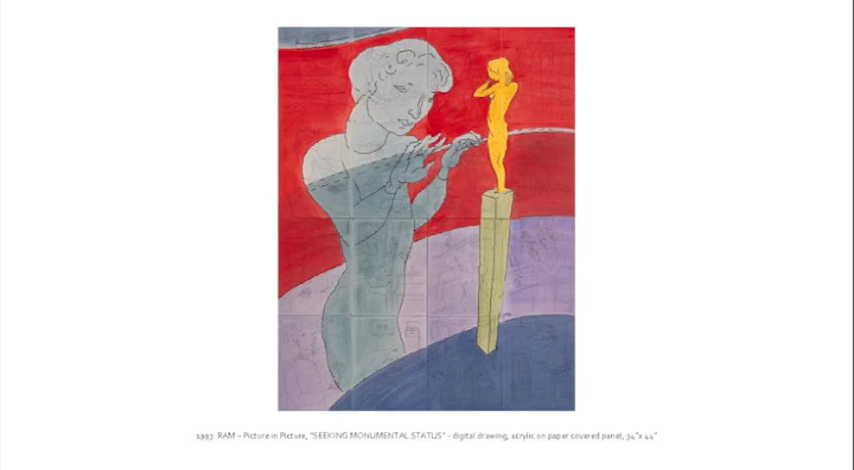 1993: RAM – Picture in Picture, "SEEKING MONUMENTAL STATUS" - digital drawing, acrylic on paper covered panel, 34"x 44"